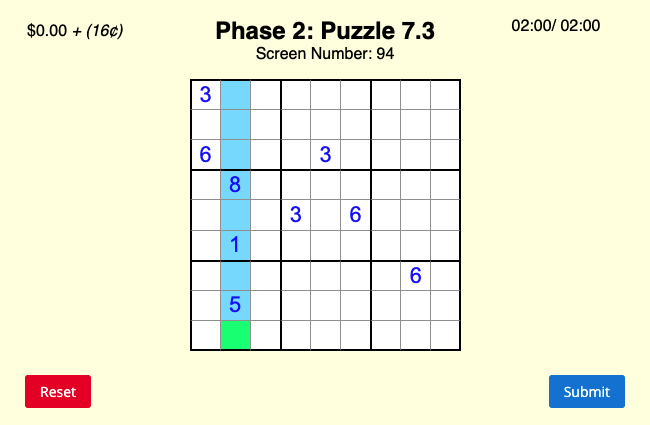 $0.00 + (16¢)
Phase 2: Puzzle 7.3
02:00/ 02:00
Screen Number: 94
3
6 3
8
3 6
1
6
5
Reset
Submit